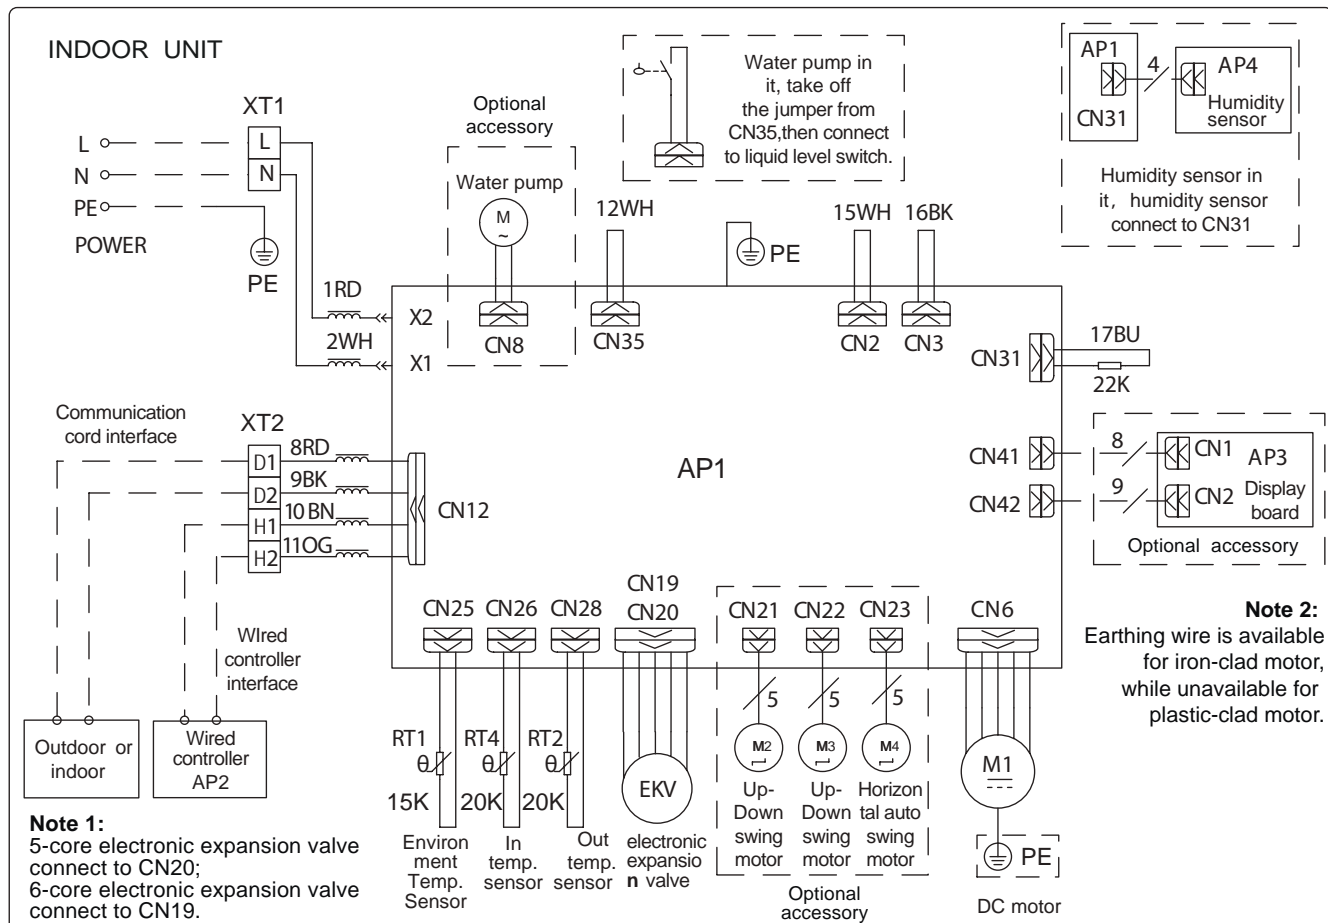 INDOOR UNIT
XT1
L
L
N
N
PE
POWER
PE
Optional
accessory
Water pump
M
~
CN8
Water pump in
it, take off
the jumper from
CN35,then connect
to liquid level switch.
AP1
CN31
4
AP4
Humidity
sensor
Humidity sensor in
it, humidity sensor
connect to CN31
12WH
CN35
PE
15WH
16BK
CN2
CN3
1RD
X2
2WH
X1
CN31
17BU
22K
Communication
cord interface
XT2
D1
8RD
D2
9BK
H1
10 BN
H2
11OG
CN12
AP1
CN41
8
CN1
CN42
9
CN2
AP3
Display
board
Optional accessory
WIred
controller
interface
Outdoor or
indoor
Wired
controller
AP2
CN25
CN26
CN28
CN19
CN20
CN21
CN22
CN23
CN6
RT1
θ
15K
RT4
θ
20K
RT2
θ
20K
EKV
5
5
5
M2
M3
M4
M1
Environ
ment
Temp.
Sensor
In
temp.
sensor
Out
temp.
sensor
electronic
expansio
n valve
Up-
Down
swing
motor
Up-
Down
swing
motor
Horizon
tal auto
swing
motor
Optional
accessory
PE
DC motor
Note 2:
Earthing wire is available
for iron-clad motor,
while unavailable for
plastic-clad motor.
Note 1:
5-core electronic expansion valve
connect to CN20;
6-core electronic expansion valve
connect to CN19.